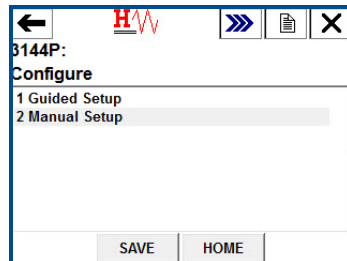 H
3144P:
Configure
1 Guided Setup
2 Manual Setup
SAVE HOME